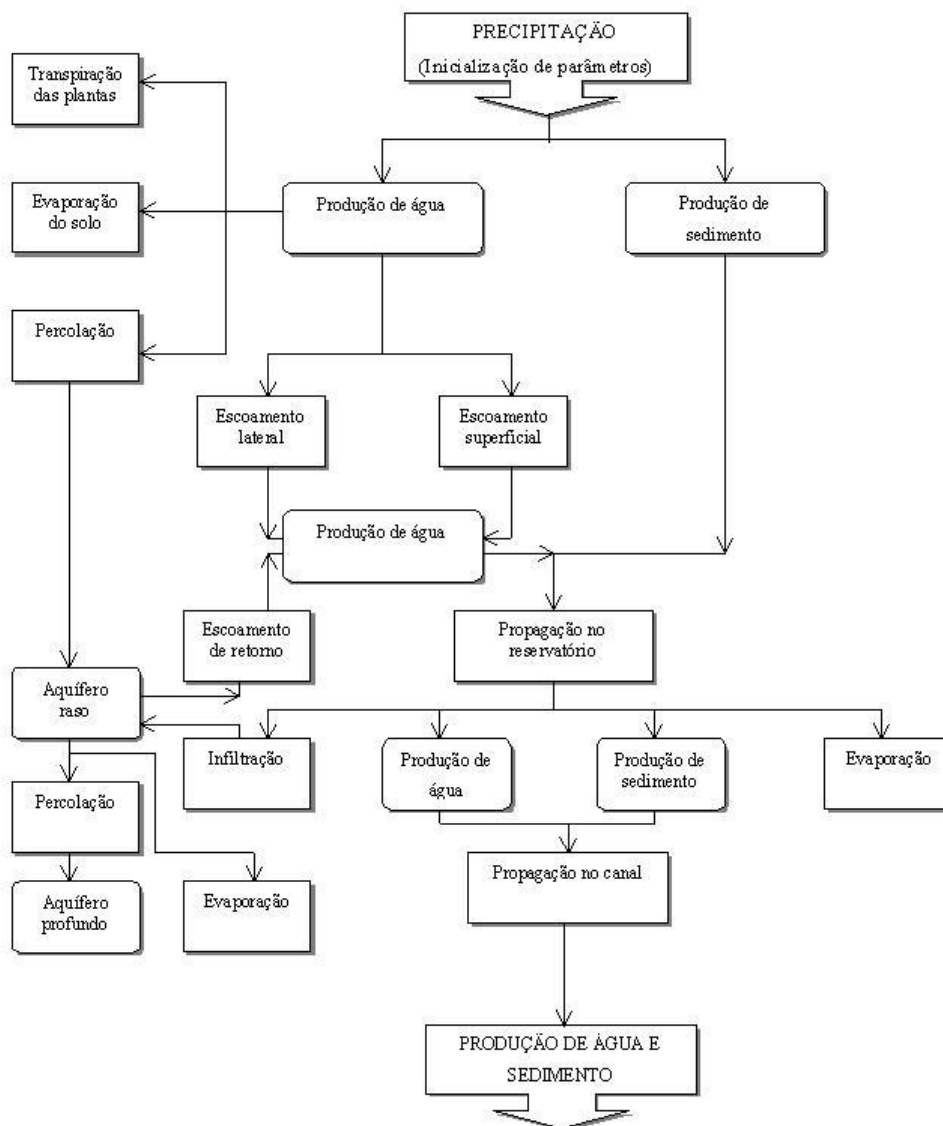 PRECIPITAÇÃO
(Inicialização de parâmetros)
Transpiração
das plantas
Evaporação
do solo
Produção de água
Produção de
sedimento
Percolação
Escoamento
lateral
Escoamento
superficial
Produção de água
Escoamento
de retorno
Propagação no
reservatório
Aquífero
raso
Infiltração
Produção de
água
Produção de
sedimento
Evaporação
Percolação
Propagação no canal
Aquífero
profundo
Evaporação
PRODUÇÃO DE ÁGUA E
SEDIMENTO